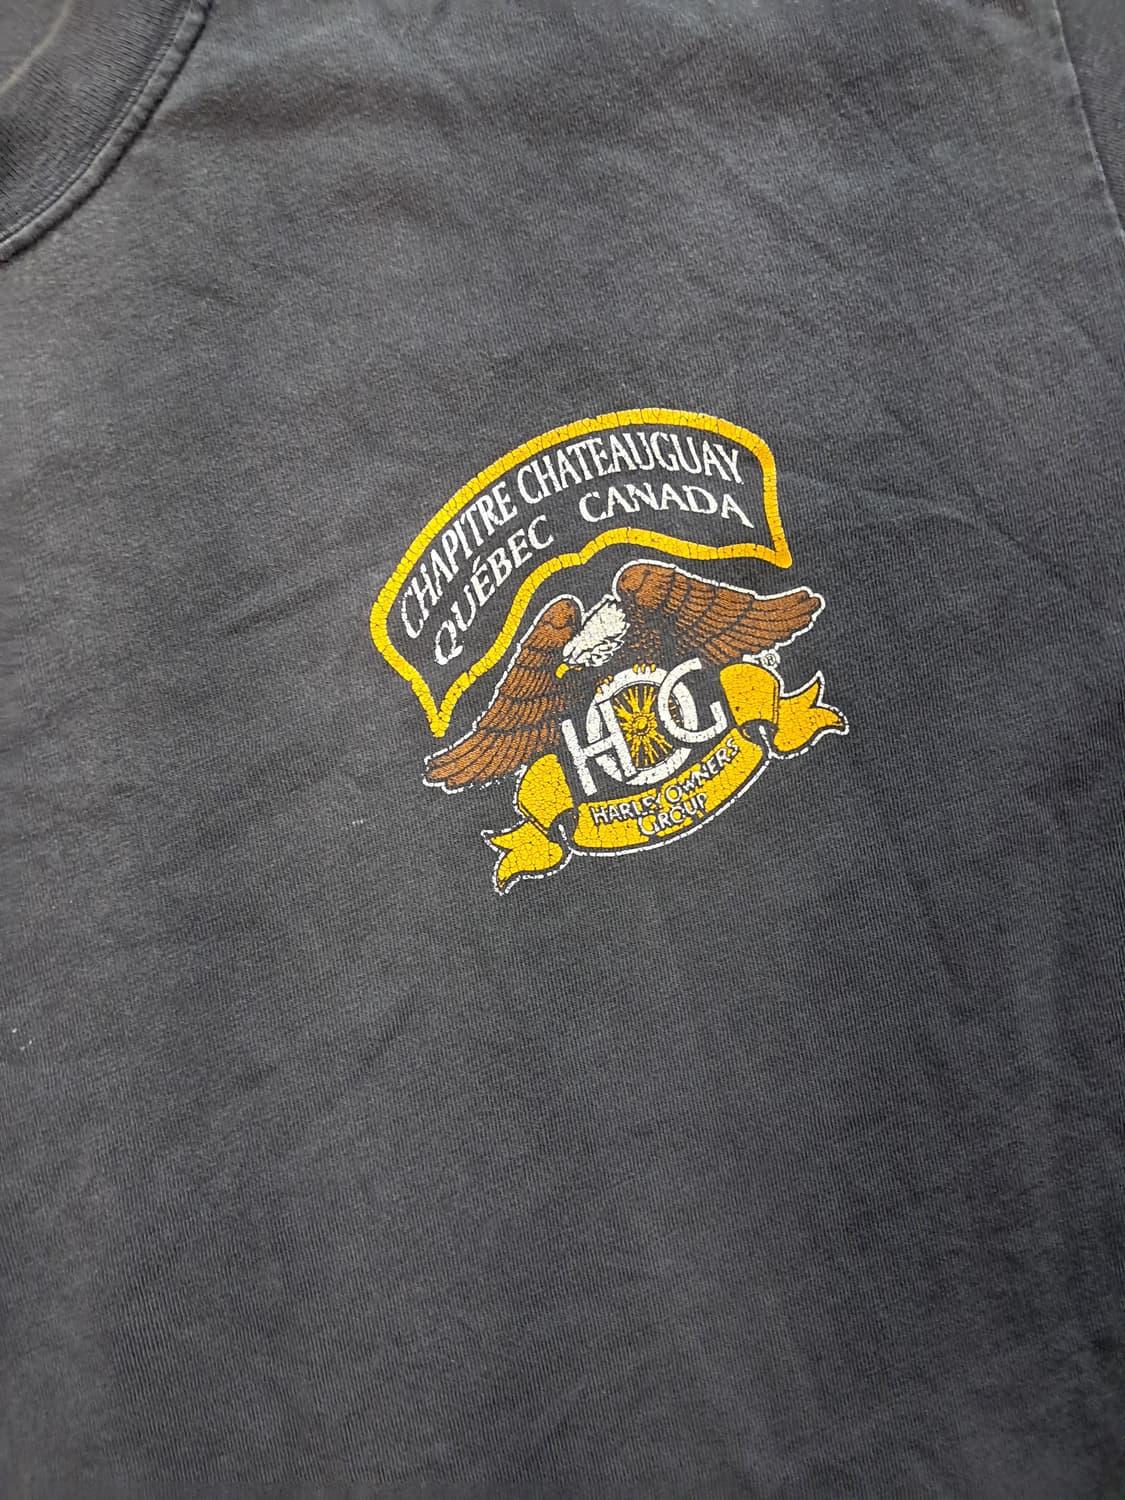 CHAPITRE CHATEAUGUAY
QUÉBEC CANADA
HOG
®
HARLEY OWNERS
GROUP